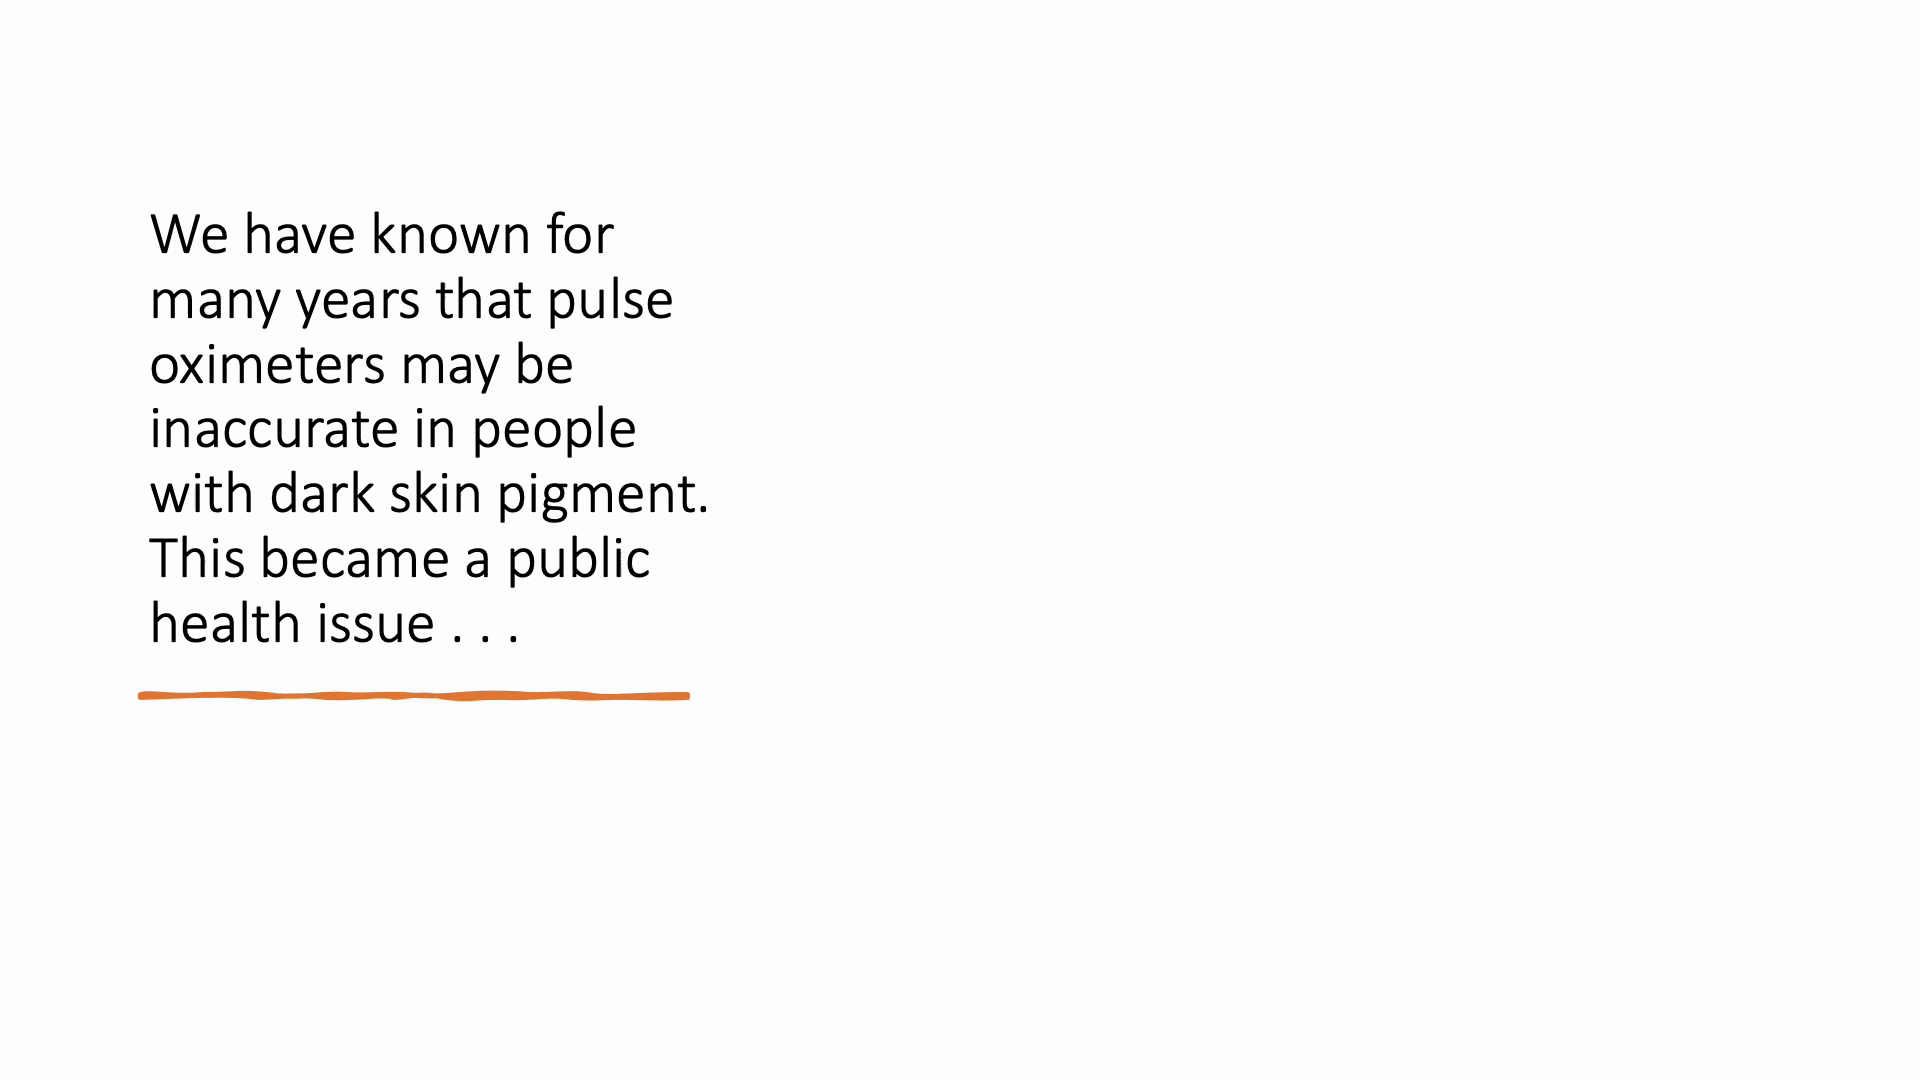 We have known for
many years that pulse
oximeters may be
inaccurate in people
with dark skin pigment.
This became a public
health issue . . .